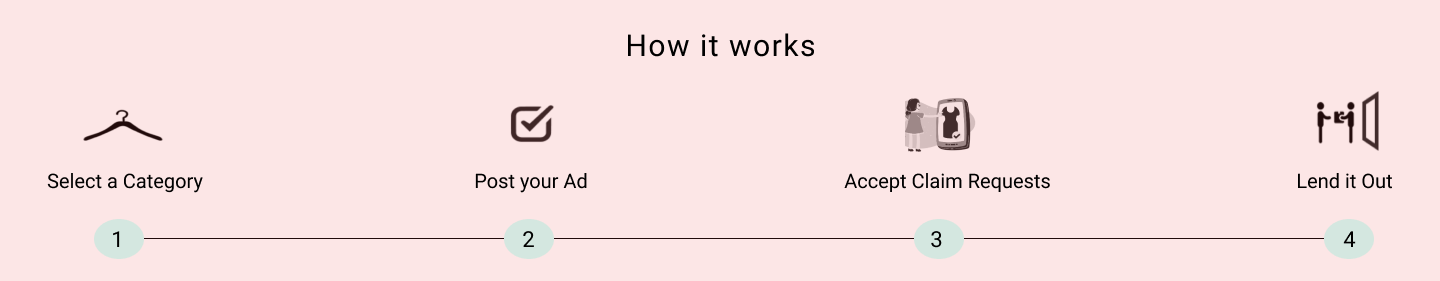 How it works
Select a Category
Post your Ad
Accept Claim Requests
Lend it Out
1
2
3
4